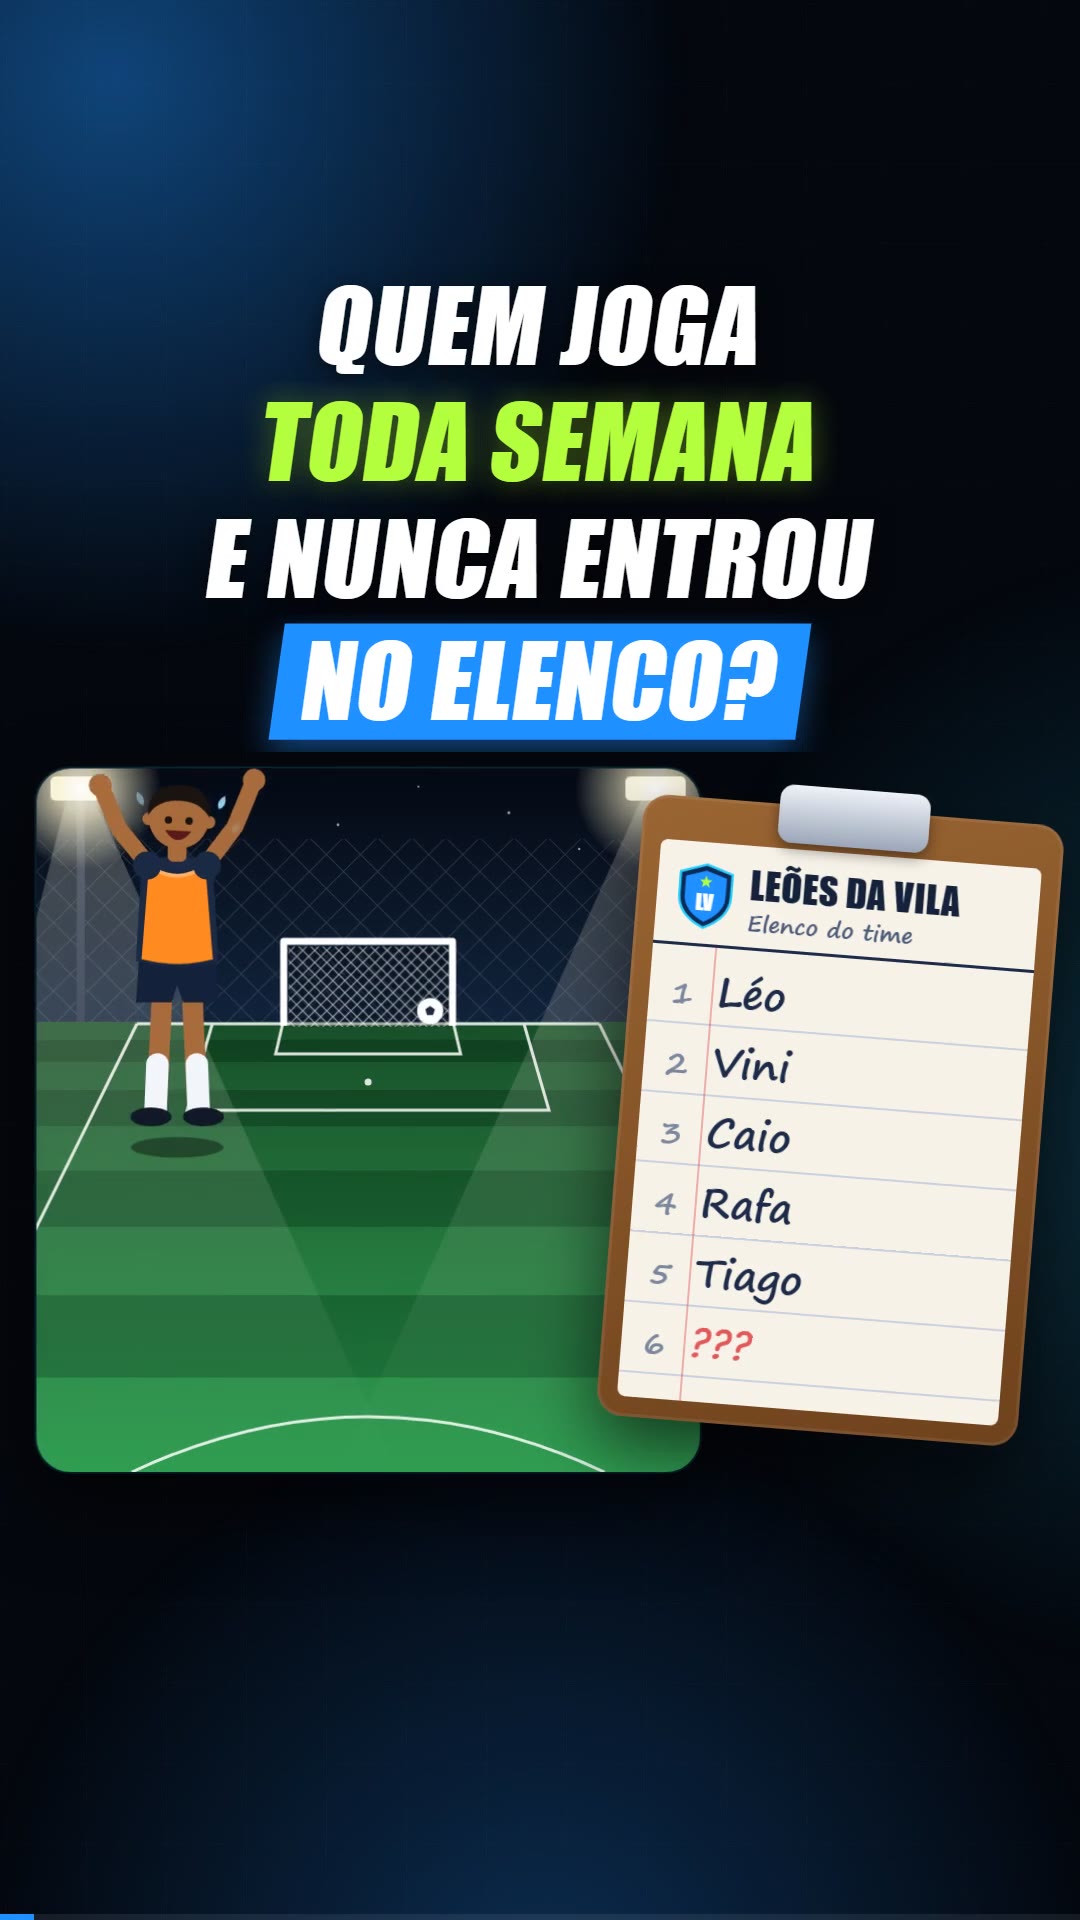 QUEM JOGA
TODA SEMANA
E NUNCA ENTROU
NO ELENCO?
LV
LEÕES DA VILA
Elenco do time
1 Léo
2 Vini
3 Caio
4 Rafa
5 Tiago
6 ???